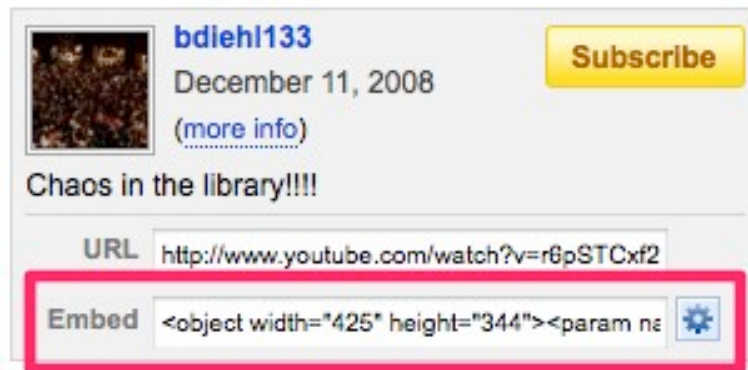 bdiehl133
Subscribe
December 11, 2008
(more info)
Chaos in the library!!!!
URL http://www.youtube.com/watch?v=r6pSTCxf2
Embed <object width="425" height="344"><param na